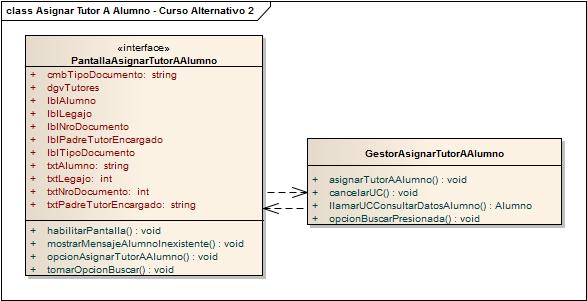 class Asignar Tutor A Alumno - Curso Alternativo 2
«interface»
PantallaAsignarTutorAAlumno
+ cmbTipoDocumento: string
+ dgvTutores
+ lblAlumno
+ lblLegajo
+ lblNroDocumento
+ lblPadreTutorEncargado
+ lblTipoDocumento
+ txtAlumno: string
+ txtLegajo: int
+ txtNroDocumento: int
+ txtPadreTutorEncargado: string
+ habilitarPantalla() : void
+ mostrarMensajeAlumnoInexistente() : void
+ opcionAsignarTutorAAlumno() : void
+ tomarOpcionBuscar() : void
GestorAsignarTutorAAlumno
+ asignarTutorAAlumno() : void
+ cancelarUC() : void
+ llamarUCConsultarDatosAlumno() : Alumno
+ opcionBuscarPresionada() : void